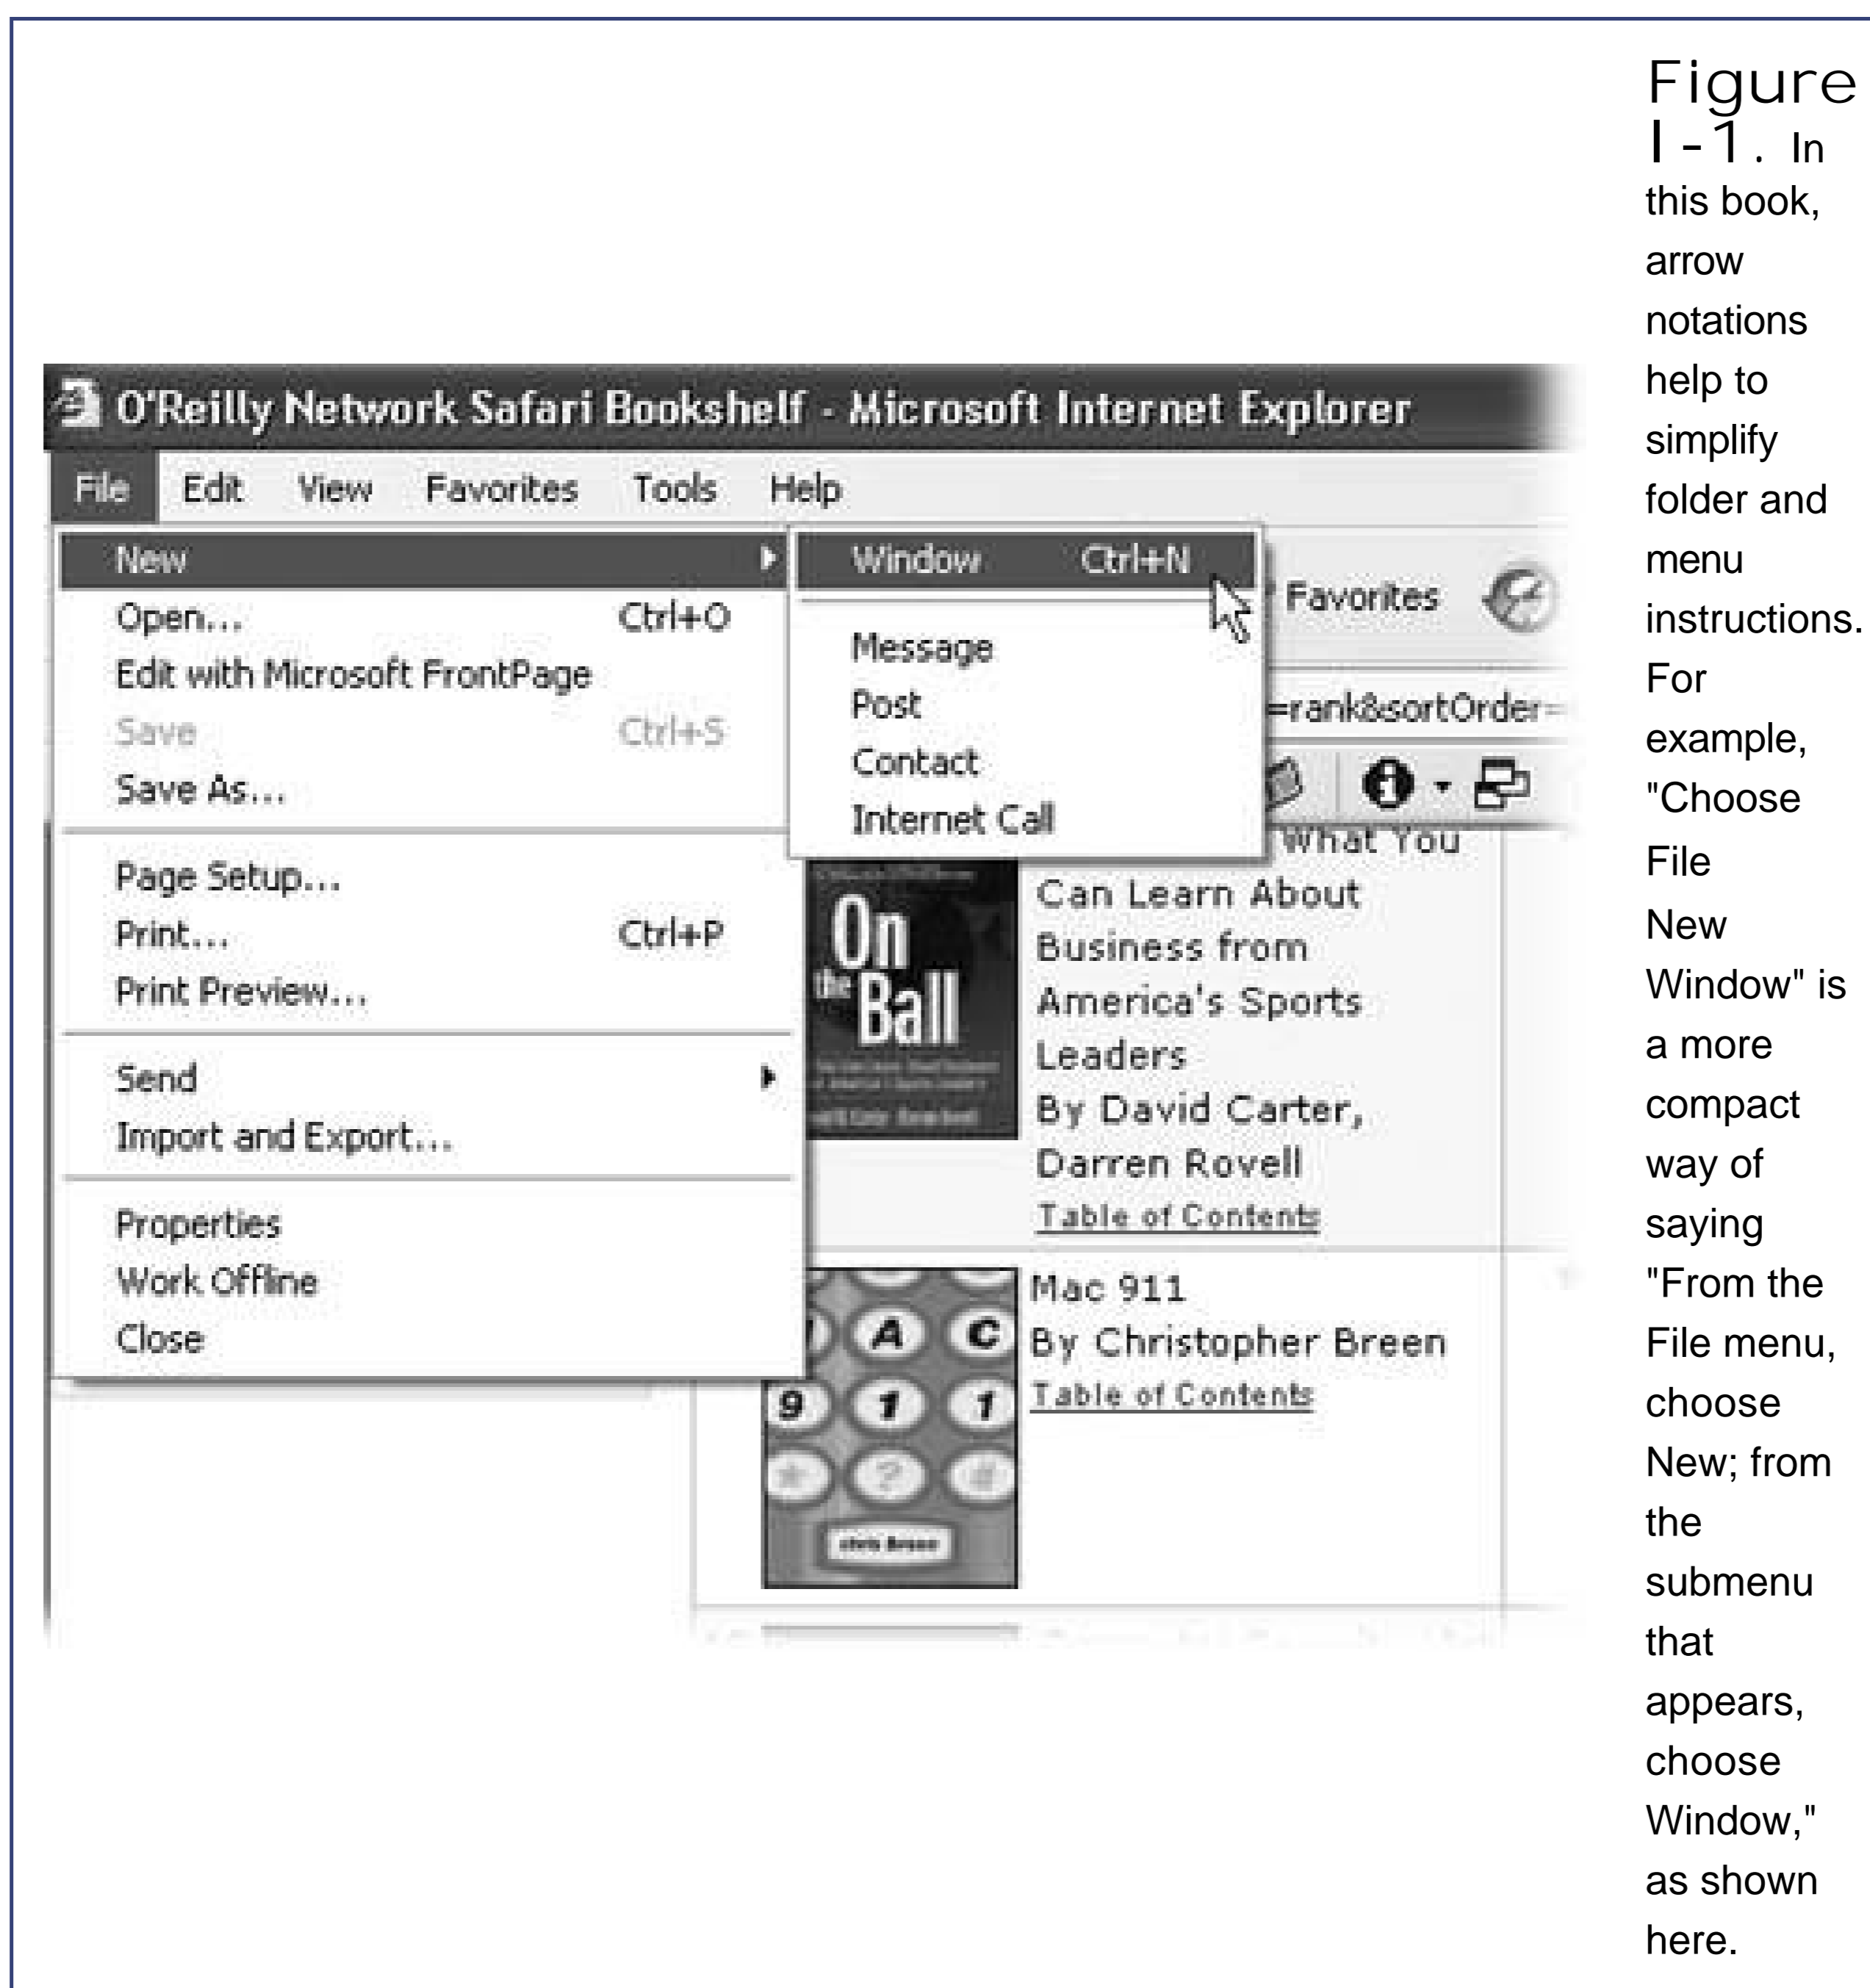 O'Reilly Network Safari Bookshelf - Microsoft Internet Explorer
File Edit View Favorites Tools Help
New
Open... Ctrl+O
Edit with Microsoft FrontPage
Save Ctrl+S
Save As...
Page Setup...
Print... Ctrl+P
Print Preview...
Send
Import and Export...
Properties
Work Offline
Close
Window Ctrl+N
Message
Post
Contact
Internet Call
Favorites
=rank&sortOrder=
What You
Can Learn About
Business from
America's Sports
Leaders
By David Carter,
Darren Rovell
Table of Contents
On
the
Ball
Mac 911
By Christopher Breen
Table of Contents
A C
9 1 1
* ? #
chris Breen
Figure
I-1. In
this book,
arrow
notations
help to
simplify
folder and
menu
instructions.
For
example,
"Choose
File
New
Window" is
a more
compact
way of
saying
"From the
File menu,
choose
New; from
the
submenu
that
appears,
choose
Window,"
as shown
here.